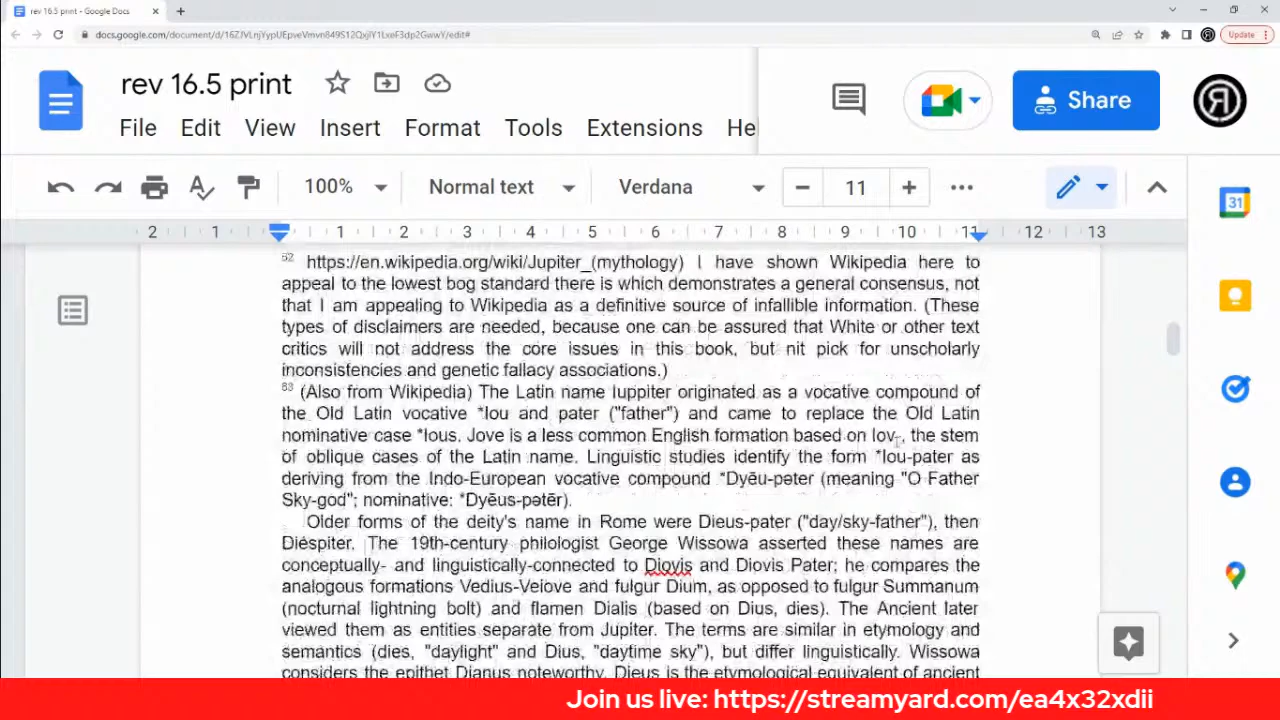 rev 16.5 print
docs.google.com/document/d/16ZJVLnjYypUEpveVmvn849S12QxjlY1LxeF3dp2GwwY/edit#
Update
rev 16.5 print
Share
File Edit View Insert Format Tools Extensions He
100% Normal text Verdana 11
2 1 1 2 3 4 5 6 7 8 9 10 11 12 13
31
https://en.wikipedia.org/wiki/Jupiter_(mythology) I have shown Wikipedia here to
appeal to the lowest bog standard there is which demonstrates a general consensus, not
that I am appealing to Wikipedia as a definitive source of infallible information. (These
types of disclaimers are needed, because one can be assured that White or other text
critics will not address the core issues in this book, but nit pick for unscholarly
inconsistencies and genetic fallacy associations.)
(Also from Wikipedia) The Latin name Iuppiter originated as a vocative compound of
the Old Latin vocative *Iou and pater ("father") and came to replace the Old Latin
nominative case *Ious. Jove is a less common English formation based on Iov-, the stem
of oblique cases of the Latin name. Linguistic studies identify the form *Iou-pater as
deriving from the Indo-European vocative compound *Dyēu-pəter (meaning "O Father
Sky-god"; nominative: *Dyēus-pətēr).
Older forms of the deity's name in Rome were Dieus-pater ("day/sky-father"), then
Diéspiter. The 19th-century philologist George Wissowa asserted these names are
conceptually- and linguistically-connected to Diovis and Diovis Pater; he compares the
analogous formations Vedius-Veiove and fulgur Dium, as opposed to fulgur Summanum
(nocturnal lightning bolt) and flamen Dialis (based on Dius, dies). The Ancient later
viewed them as entities separate from Jupiter. The terms are similar in etymology and
semantics (dies, "daylight" and Dius, "daytime sky"), but differ linguistically. Wissowa
considers the epithet Dianus noteworthy. Dieus is the etymological equivalent of ancient
Join us live: https://streamyard.com/ea4x32xdii